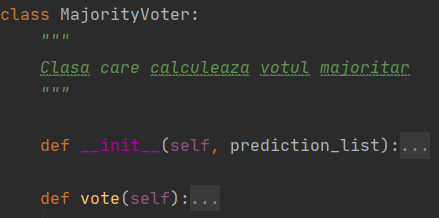 class MajorityVoter:
"""
Clasa care calculeaza votul majoritar
"""
def __init__(self, prediction_list):...
def vote(self):...